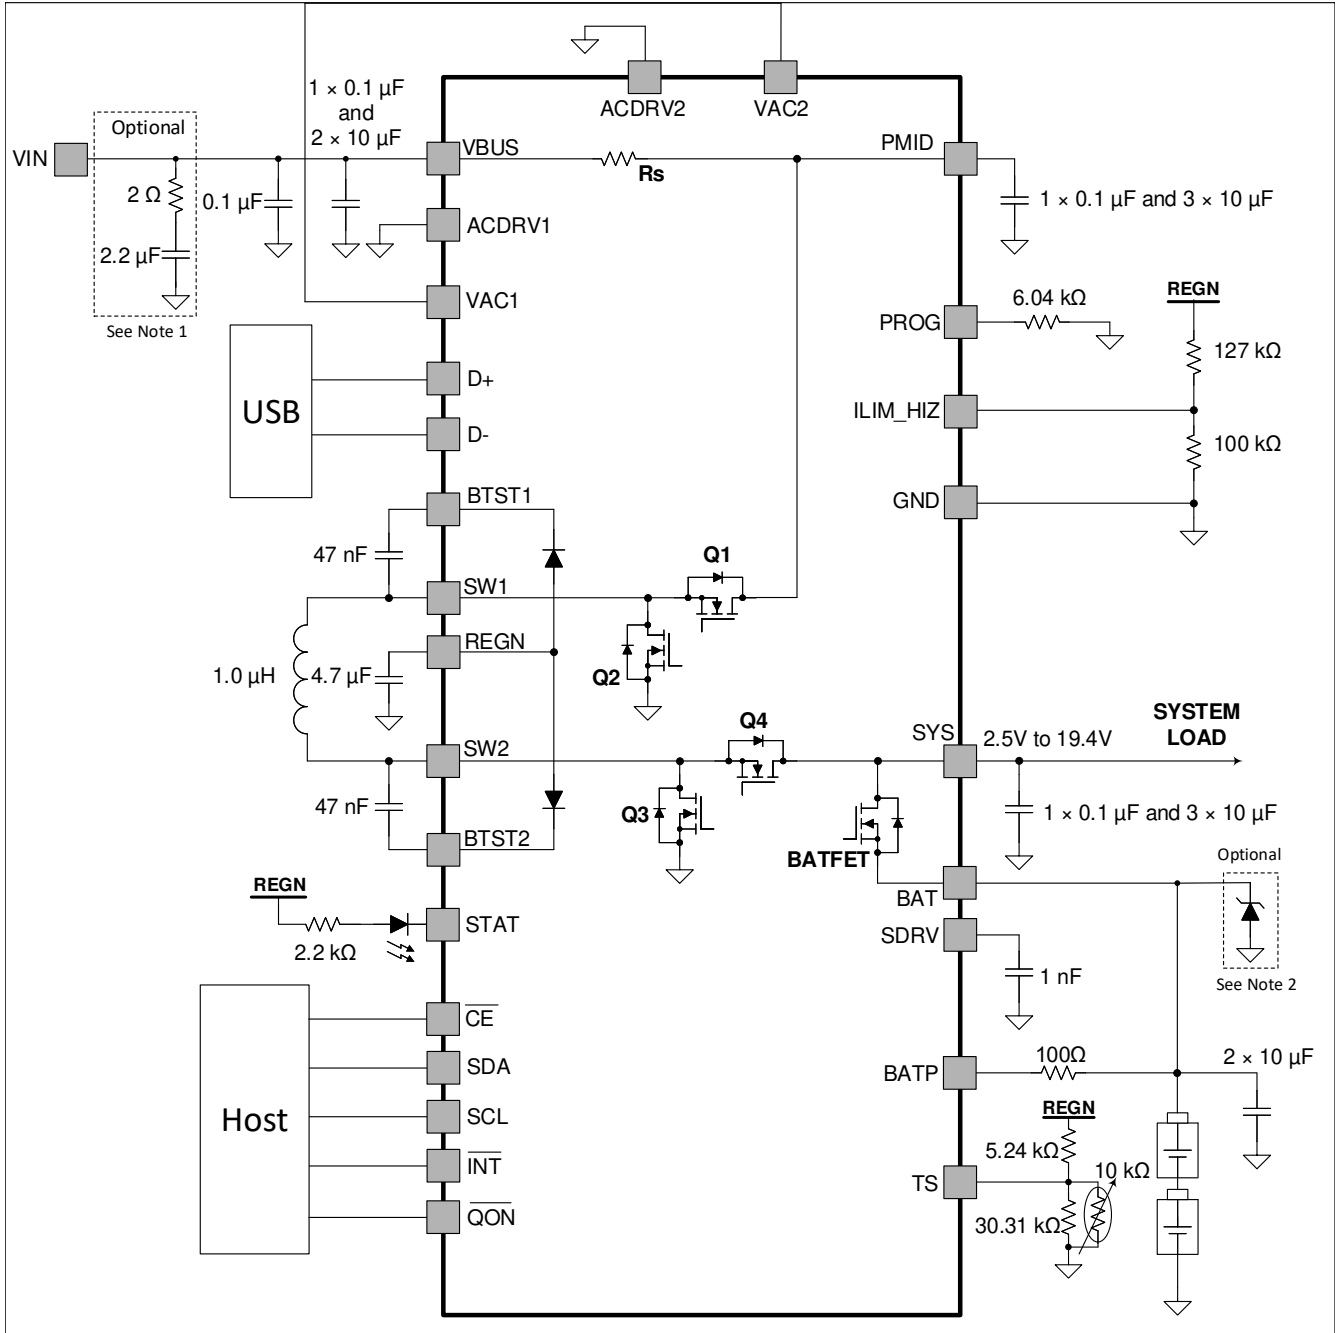 ACDRV2
VAC2
1 × 0.1 µF
and
2 × 10 µF
Optional
VIN
VBUS
Rs
PMID
2 Ω
0.1 µF
1 × 0.1 µF and 3 × 10 µF
2.2 µF
ACDRV1
VAC1
See Note 1
PROG
6.04 kΩ
REGN
127 kΩ
USB
D+
D-
ILIM_HIZ
100 kΩ
GND
BTST1
47 nF
SW1
Q1
REGN
1.0 µH
4.7 µF
Q2
SW2
Q4
SYS
2.5V to 19.4V
SYSTEM
LOAD
47 nF
Q3
1 × 0.1 µF and 3 × 10 µF
BTST2
BATFET
BAT
Optional
REGN
2.2 kΩ
STAT
SDRV
1 nF
See Note 2
Host
CE
SDA
SCL
INT
QON
BATP
100Ω
2 × 10 µF
REGN
5.24 kΩ
10 kΩ
TS
30.31 kΩ